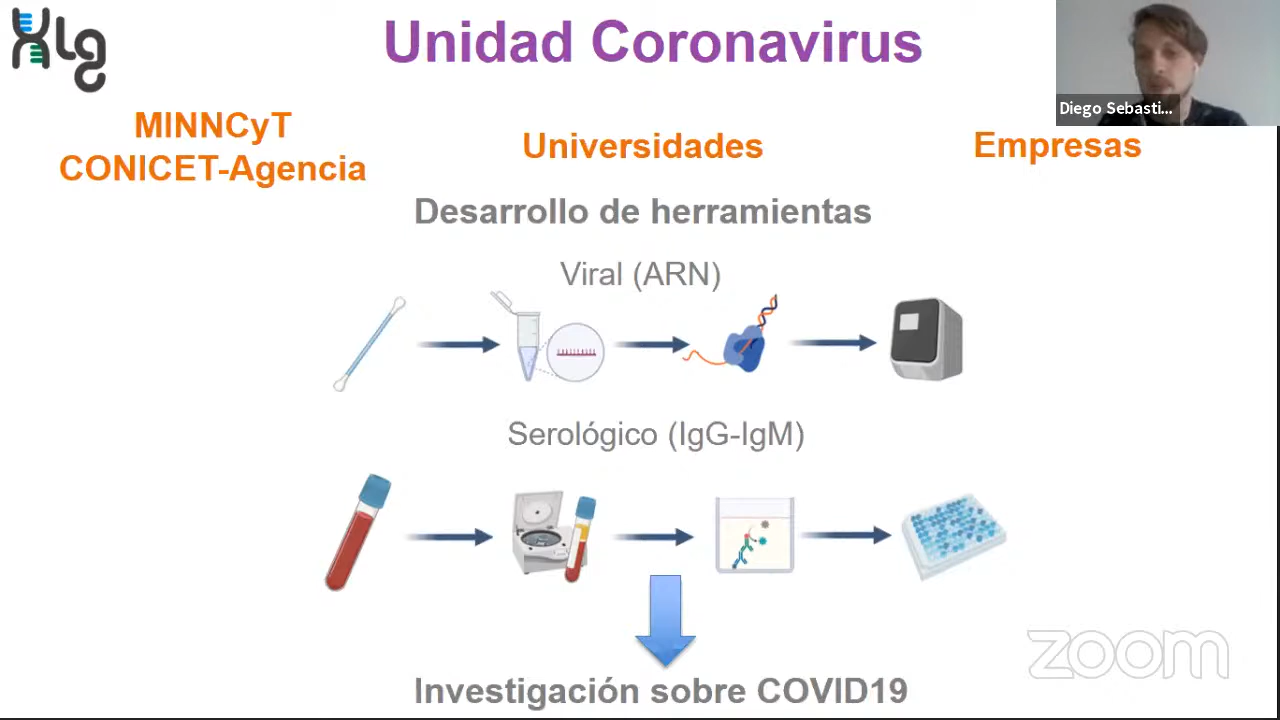 Xlg
Unidad Coronavirus
Diego Sebasti...
MINNCyT
CONICET-Agencia
Universidades
Empresas
Desarrollo de herramientas
Viral (ARN)
Serológico (IgG-IgM)
Investigación sobre COVID19
zoom